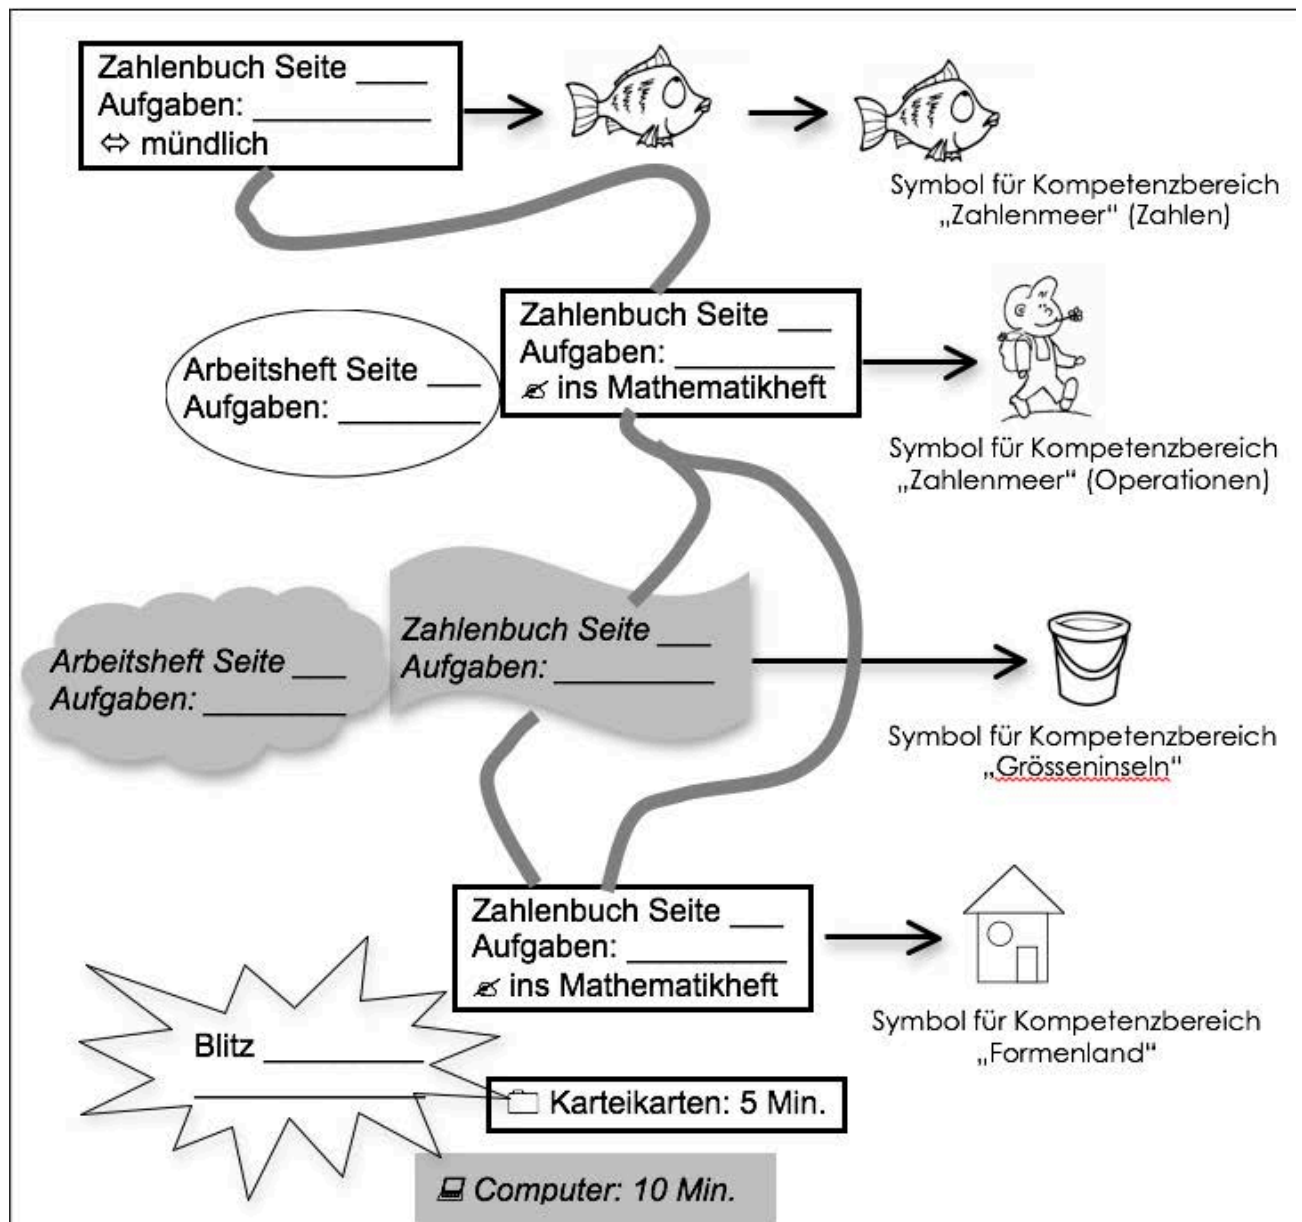 Zahlenbuch Seite ____
Aufgaben: __________
⬄ mündlich
Symbol für Kompetenzbereich
„Zahlenmeer“ (Zahlen)
Zahlenbuch Seite ___
Aufgaben: _________
✍ ins Mathematikheft
Arbeitsheft Seite ___
Aufgaben: ________
Symbol für Kompetenzbereich
„Zahlenmeer“ (Operationen)
Zahlenbuch Seite ___
Aufgaben: _________
Arbeitsheft Seite ___
Aufgaben: ________
Symbol für Kompetenzbereich
„Grösseninseln“
Zahlenbuch Seite ___
Aufgaben: _________
✍ ins Mathematikheft
Symbol für Kompetenzbereich
„Formenland“
Blitz _________
_____________
Karteikarten: 5 Min.
Computer: 10 Min.